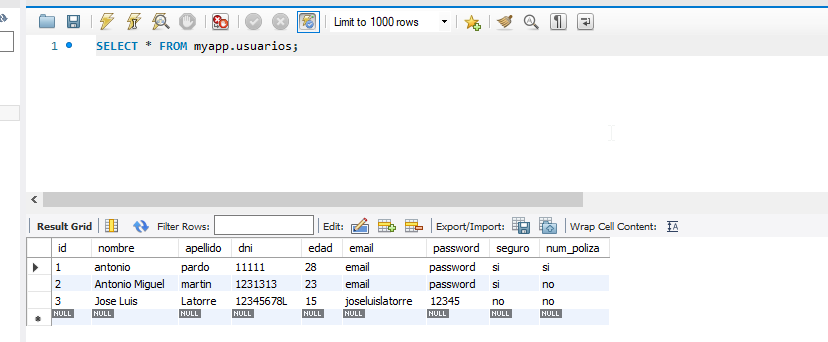 Limit to 1000 rows
1 SELECT * FROM myapp.usuarios;
Result Grid Filter Rows: Edit: Export/Import: Wrap Cell Content:
id nombre apellido dni edad email password seguro num_poliza
1 antonio pardo 11111 28 email password si si
2 Antonio Miguel martin 1231313 23 email password si no
3 Jose Luis Latorre 12345678L 15 joseluislatorre 12345 no no
NULL NULL NULL NULL NULL NULL NULL NULL NULL